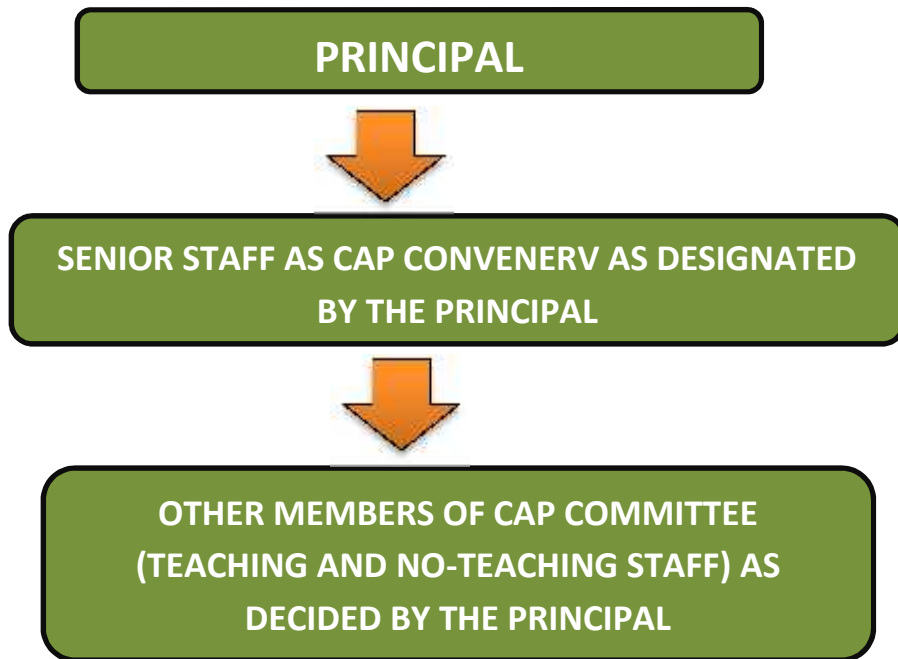 PRINCIPAL
SENIOR STAFF AS CAP CONVENERV AS DESIGNATED
BY THE PRINCIPAL
OTHER MEMBERS OF CAP COMMITTEE
(TEACHING AND NO-TEACHING STAFF) AS
DECIDED BY THE PRINCIPAL